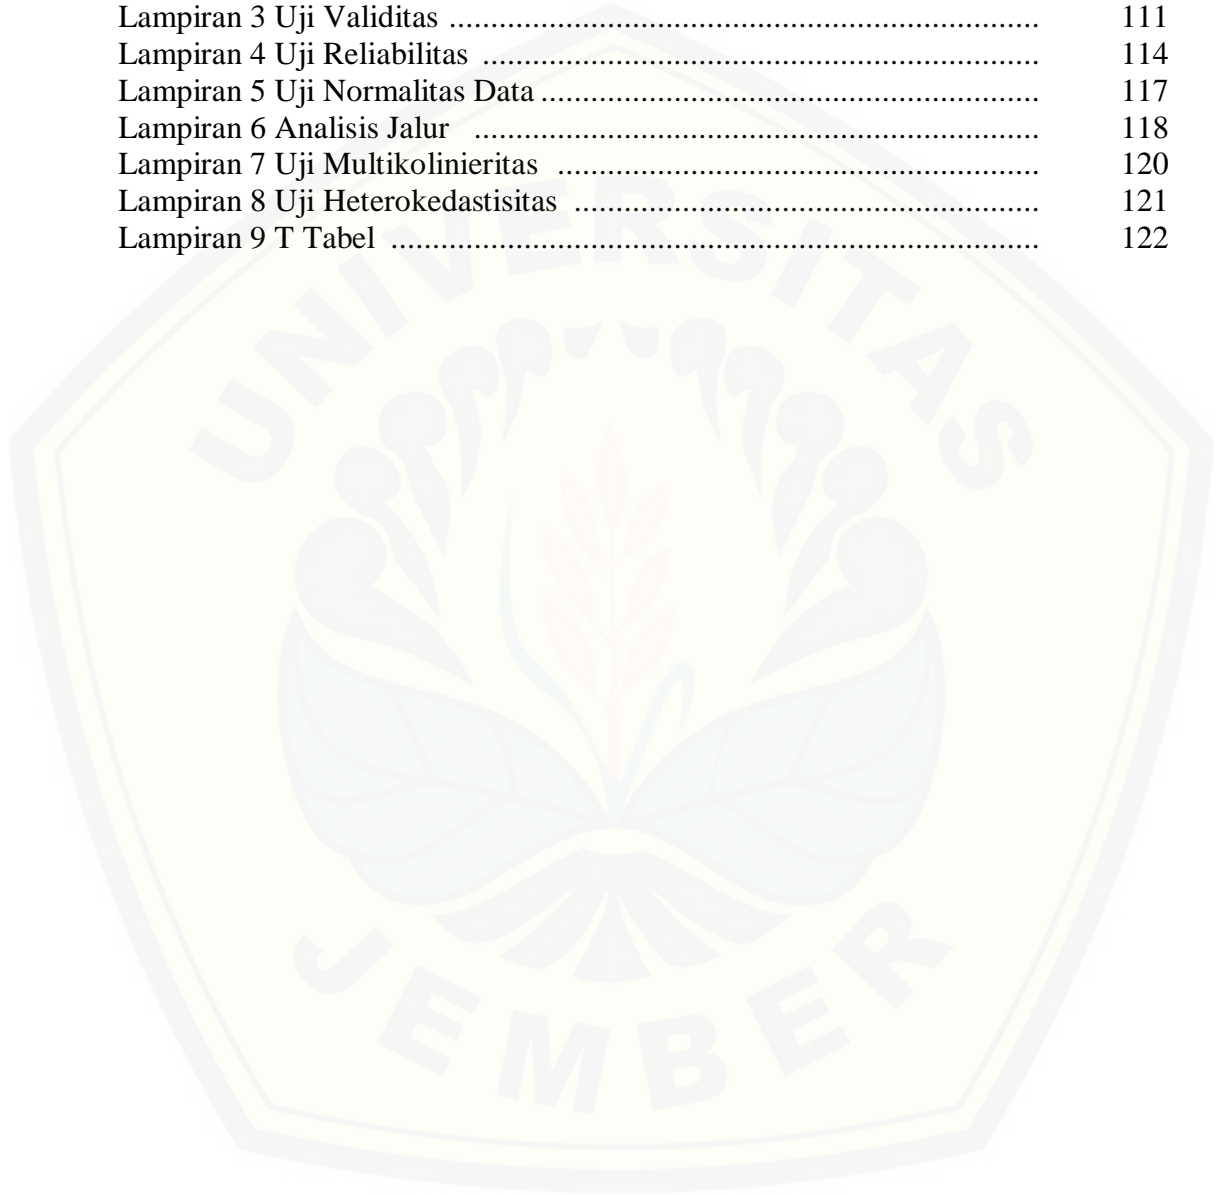 Lampiran 3 Uji Validitas ........................................................................ 111
Lampiran 4 Uji Reliabilitas .................................................................... 114
Lampiran 5 Uji Normalitas Data ............................................................. 117
Lampiran 6 Analisis Jalur ..................................................................... 118
Lampiran 7 Uji Multikolinieritas ........................................................... 120
Lampiran 8 Uji Heterokedastisitas ......................................................... 121
Lampiran 9 T Tabel ............................................................................... 122
UNIVERSITAS
JEMBER